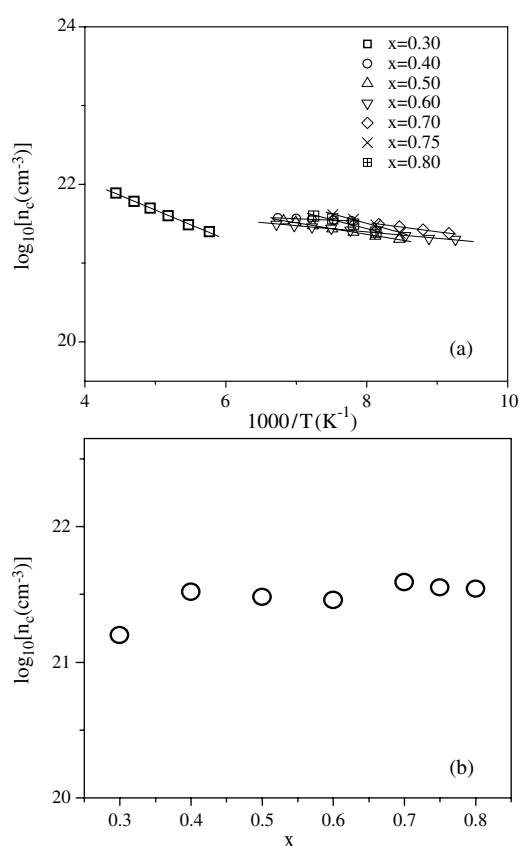 24
x=0.30
x=0.40
x=0.50
x=0.60
x=0.70
x=0.75
x=0.80
22
20
log10[nc(cm-3)]
(a)
4 6 8 10
1000/T(K-1)
22
21
20
log10[nc(cm-3)]
(b)
0.3 0.4 0.5 0.6 0.7 0.8
x